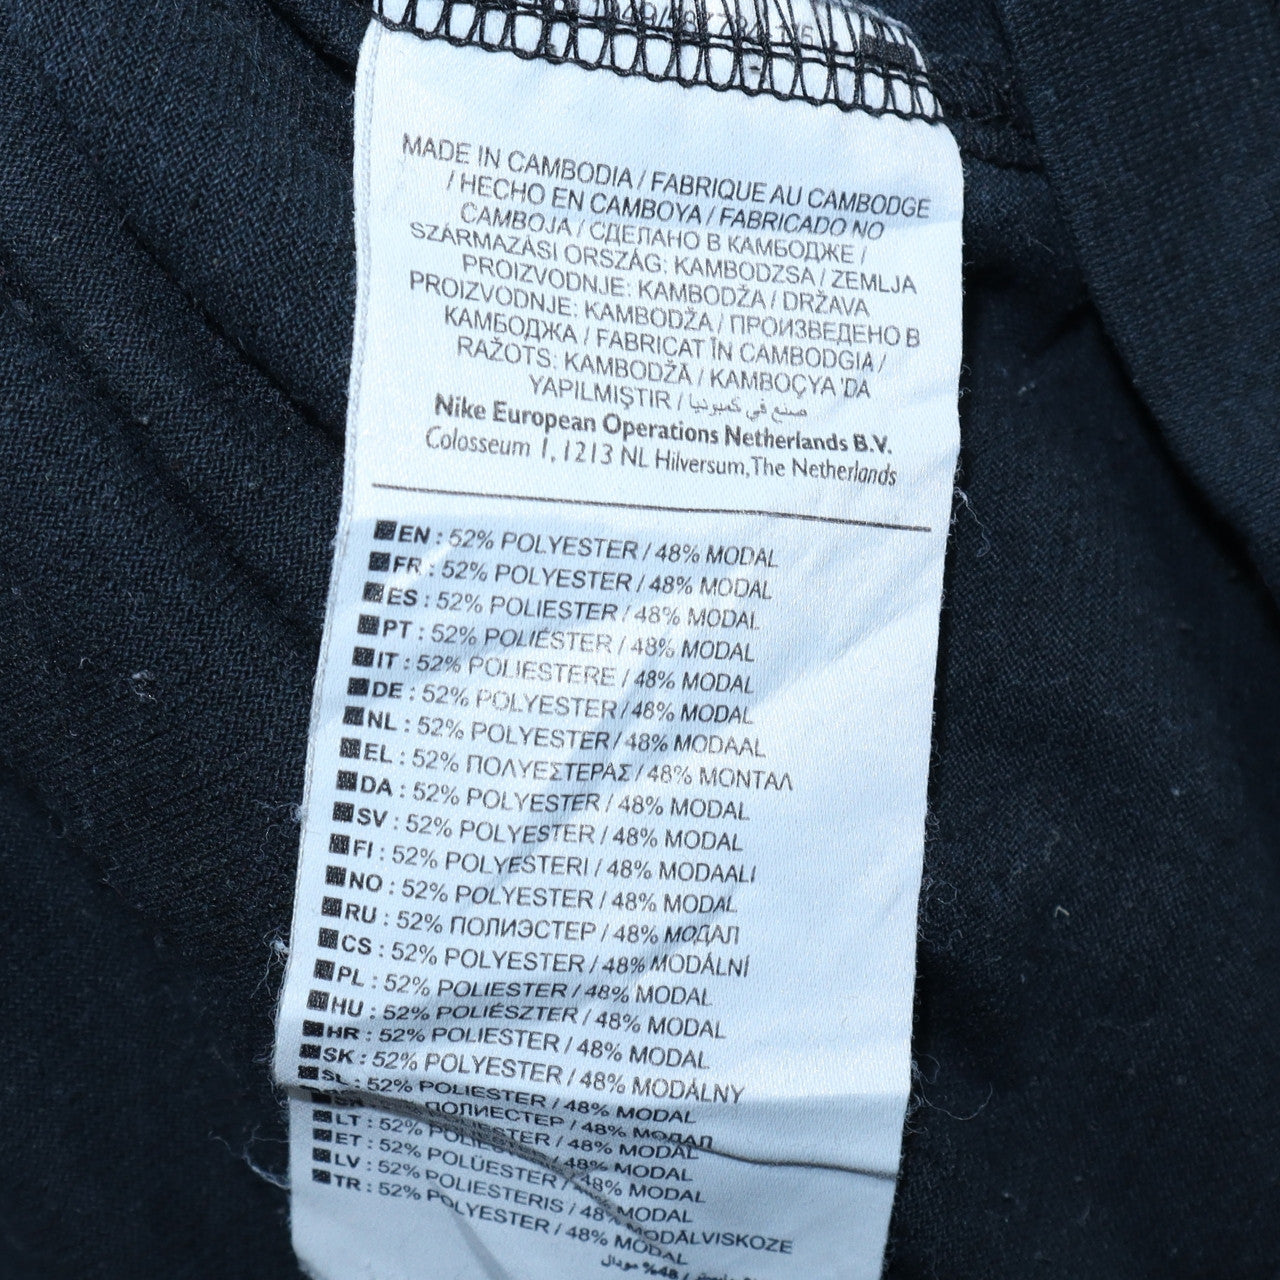 MADE IN CAMBODIA / FABRIQUE AU CAMBODGE
/ HECHO EN CAMBOYA / FABRICADO NO
CAMBOJA / СДЕЛАНО В КАМБОДЖЕ /
SZÁRMAZÁSI ORSZÁG: KAMBODZSA / ZEMLJA
PROIZVODNJE: KAMBODŽA / DRŽAVA
PROIZVODNJE: KAMBODŽA / ПРОИЗВЕДЕНО В
КАМБОДЖА / FABRICAT ÎN CAMBODGIA /
RAŽOTS: KAMBODŽĀ / KAMBOÇYA 'DA
YAPILMIŞTIR / صنع في كمبوديا
Nike European Operations Netherlands B.V.
Colosseum 1, 1213 NL Hilversum, The Netherlands
EN : 52% POLYESTER / 48% MODAL
FR : 52% POLYESTER / 48% MODAL
ES : 52% POLIESTER / 48% MODAL
PT : 52% POLIÉSTER / 48% MODAL
IT : 52% POLIESTERE / 48% MODAL
DE : 52% POLYESTER / 48% MODAL
NL : 52% POLYESTER / 48% MODAAL
EL : 52% ΠΟΛΥΕΣΤΕΡΑΣ / 48% ΜΟΝΤΑΛ
DA : 52% POLYESTER / 48% MODAL
SV : 52% POLYESTER / 48% MODAL
FI : 52% POLYESTERI / 48% MODAALI
NO : 52% POLYESTER / 48% MODAL
RU : 52% ПОЛИЭСТЕР / 48% МОДАЛ
CS : 52% POLYESTER / 48% MODÁLNÍ
PL : 52% POLIESTER / 48% MODAL
HU : 52% POLIÉSZTER / 48% MODAL
HR : 52% POLIESTER / 48% MODAL
SK : 52% POLYESTER / 48% MODÁLNY
SL : 52% POLIESTER / 48% MODAL
ПОЛИЕСТЕР / 48% МОДАЛ
LT : 52% POLYESTER / 48% MODAL
ET : 52% POLÜESTER / 48% MODAL
LV : 52% POLIESTERIS / 48% MODĀLVISKOZE
TR : 52% POLYESTER / 48% MODAL
48% مودال